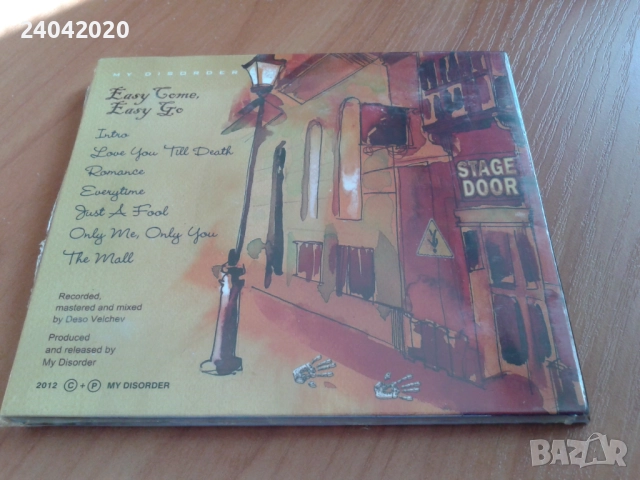 24042020
MY DISORDER
Easy Come,
Easy Go
Intro
Love You Till Death
Romance
Everytime
Just A Fool
Only Me, Only You
The Mall
Recorded,
mastered and mixed
by Deso Velchev
Produced
and released by
My Disorder
2012 Ⓒ + Ⓟ MY DISORDER
STAGE
DOOR
BAZAR